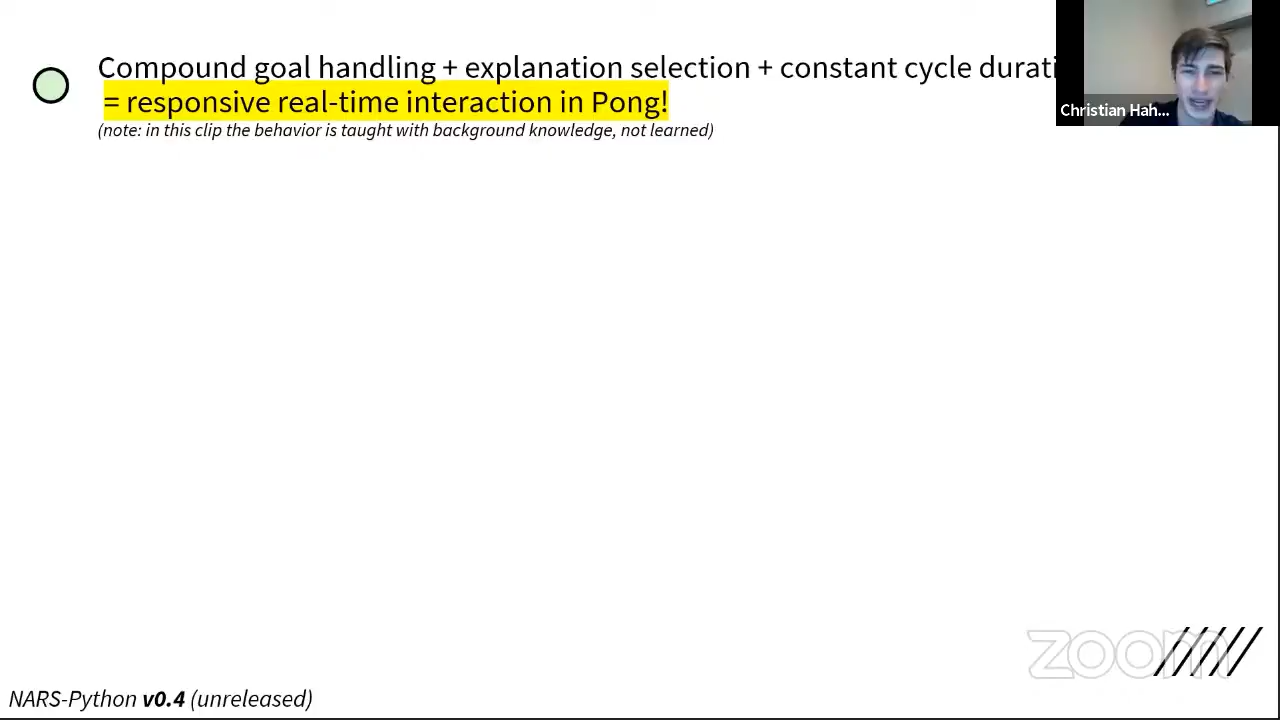 Compound goal handling + explanation selection + constant cycle
= responsive real-time interaction in Pong!
(note: in this clip the behavior is taught with background knowledge, not learned)
Christian Hah...
zoom
NARS-Python v0.4 (unreleased)